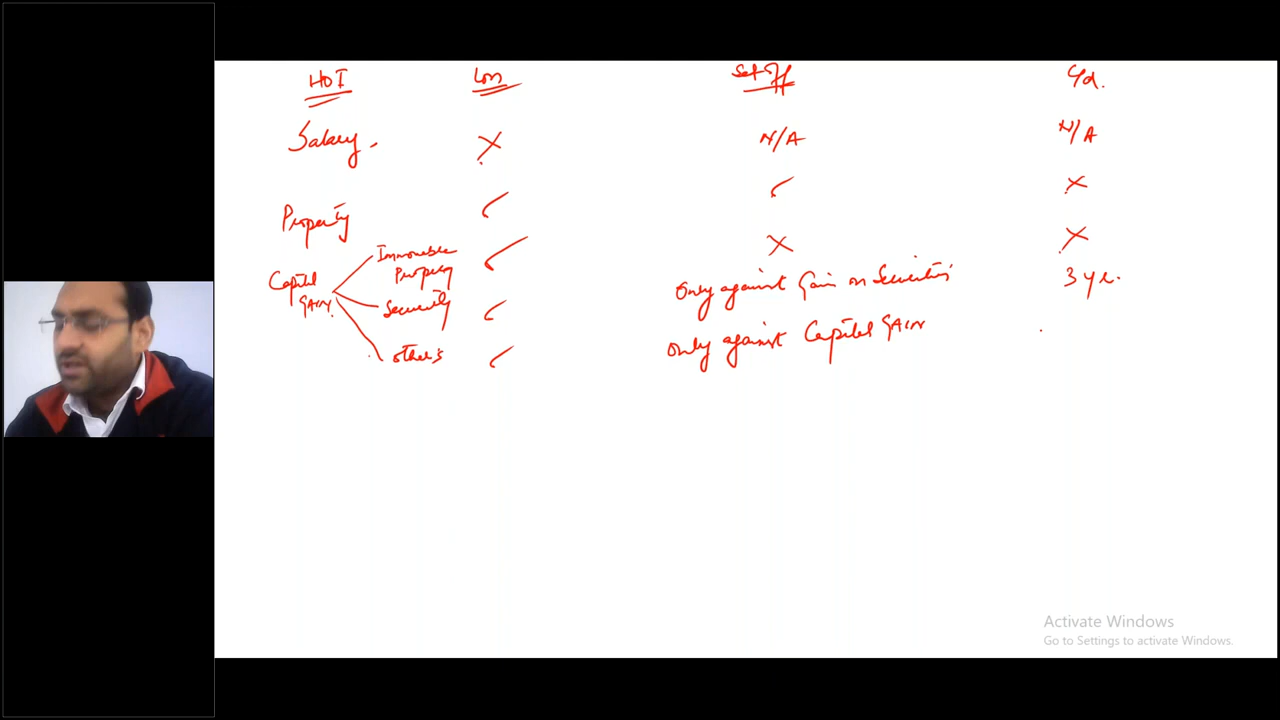 HOI Loss Set off C/d.
Salary. X N/A N/A
Property ✓ ✓ X
Capital GAIN. Immovable Property ✓ X X
Security ✓ Only against Gain on Securities 3 yr.
others ✓ only against Capital GAIN
Activate Windows
Go to Settings to activate Windows.